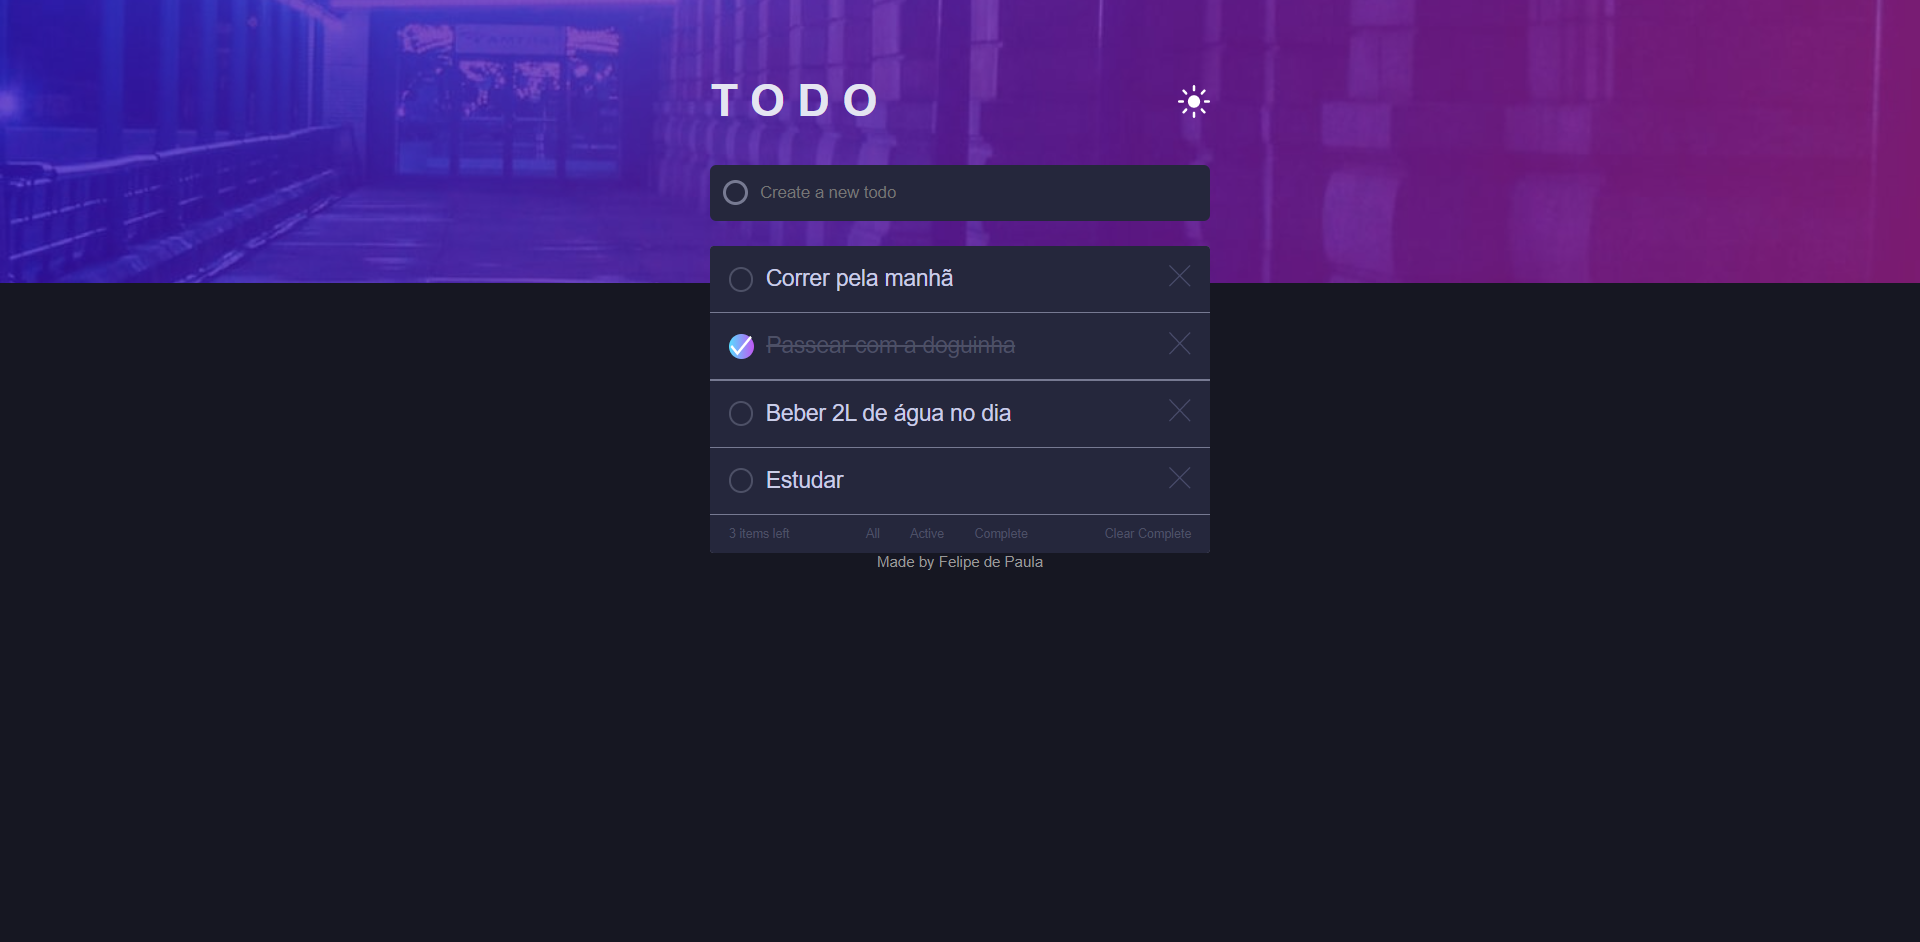 TODO
Create a new todo
Correr pela manhã
Passear com a doguinha
Beber 2L de água no dia
Estudar
3 items left All Active Complete Clear Complete
Made by Felipe de Paula